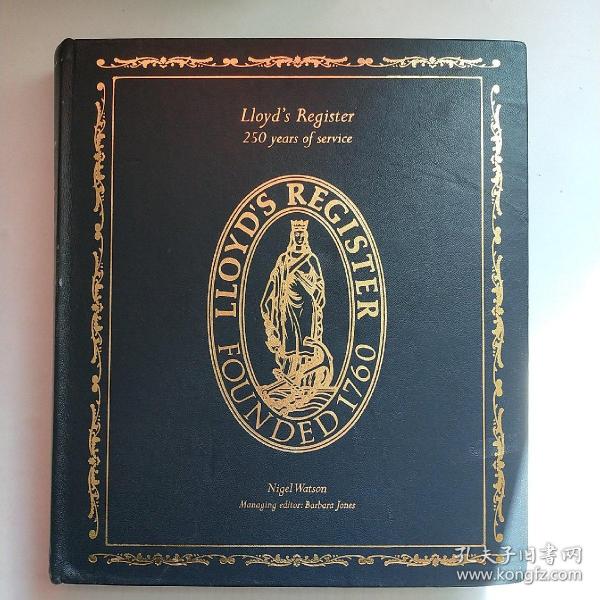 Lloyd's Register
250 years of service
LLOYD'S REGISTER
FOUNDED 1760
Nigel Watson
Managing editor: Barbara Jones
孔夫子旧书网
www.kongfz.com